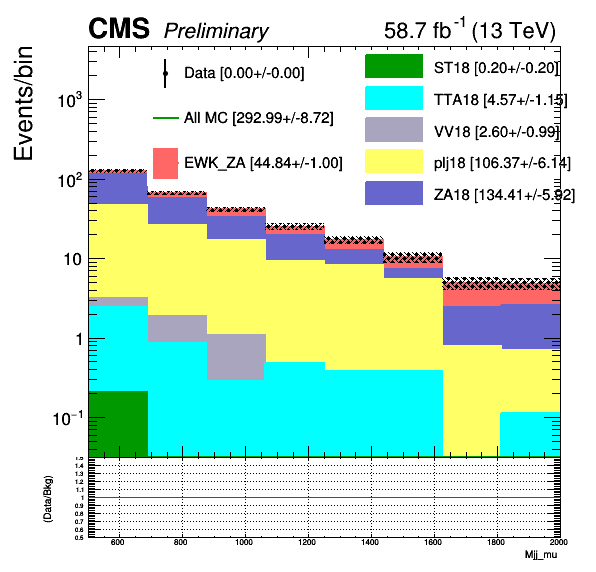 CMS Preliminary 58.7 fb⁻¹ (13 TeV)
Events/bin
Data [0.00+/-0.00]
All MC [292.99+/-8.72]
EWK_ZA [44.84+/-1.00]
ST18 [0.20+/-0.20]
TTA18 [4.57+/-1.15]
VV18 [2.60+/-0.99]
plj18 [106.37+/-6.14]
ZA18 [134.41+/-5.92]
10³
10²
10
1
10⁻¹
(Data/Bkg)
1.5
1.4
1.3
1.2
1.1
1
0.9
0.8
0.7
0.6
0.5
600 800 1000 1200 1400 1600 1800 2000
Mjj_mu